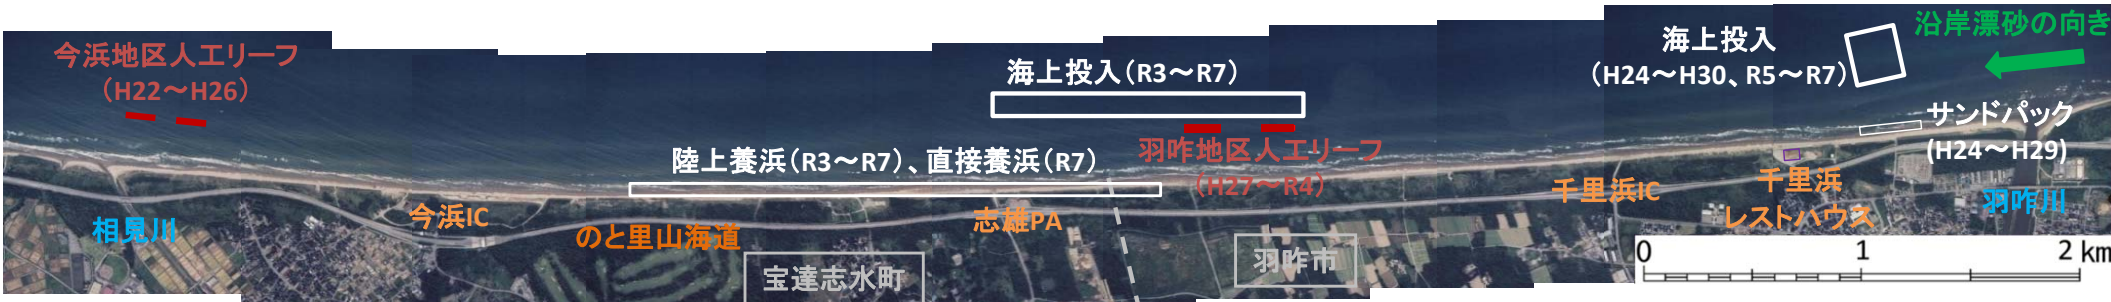 今浜地区人工リーフ
（H22～H26）
海上投入（R3～R7）
海上投入
（H24～H30、R5～R7）
沿岸漂砂の向き
サンドパック
(H24～H29)
陸上養浜（R3～R7）、直接養浜（R7）
羽咋地区人工リーフ
（H27～R4）
千里浜IC
千里浜
レストハウス
羽咋川
相見川
今浜IC
のと里山海道
志雄PA
宝達志水町
羽咋市
0 1 2 km